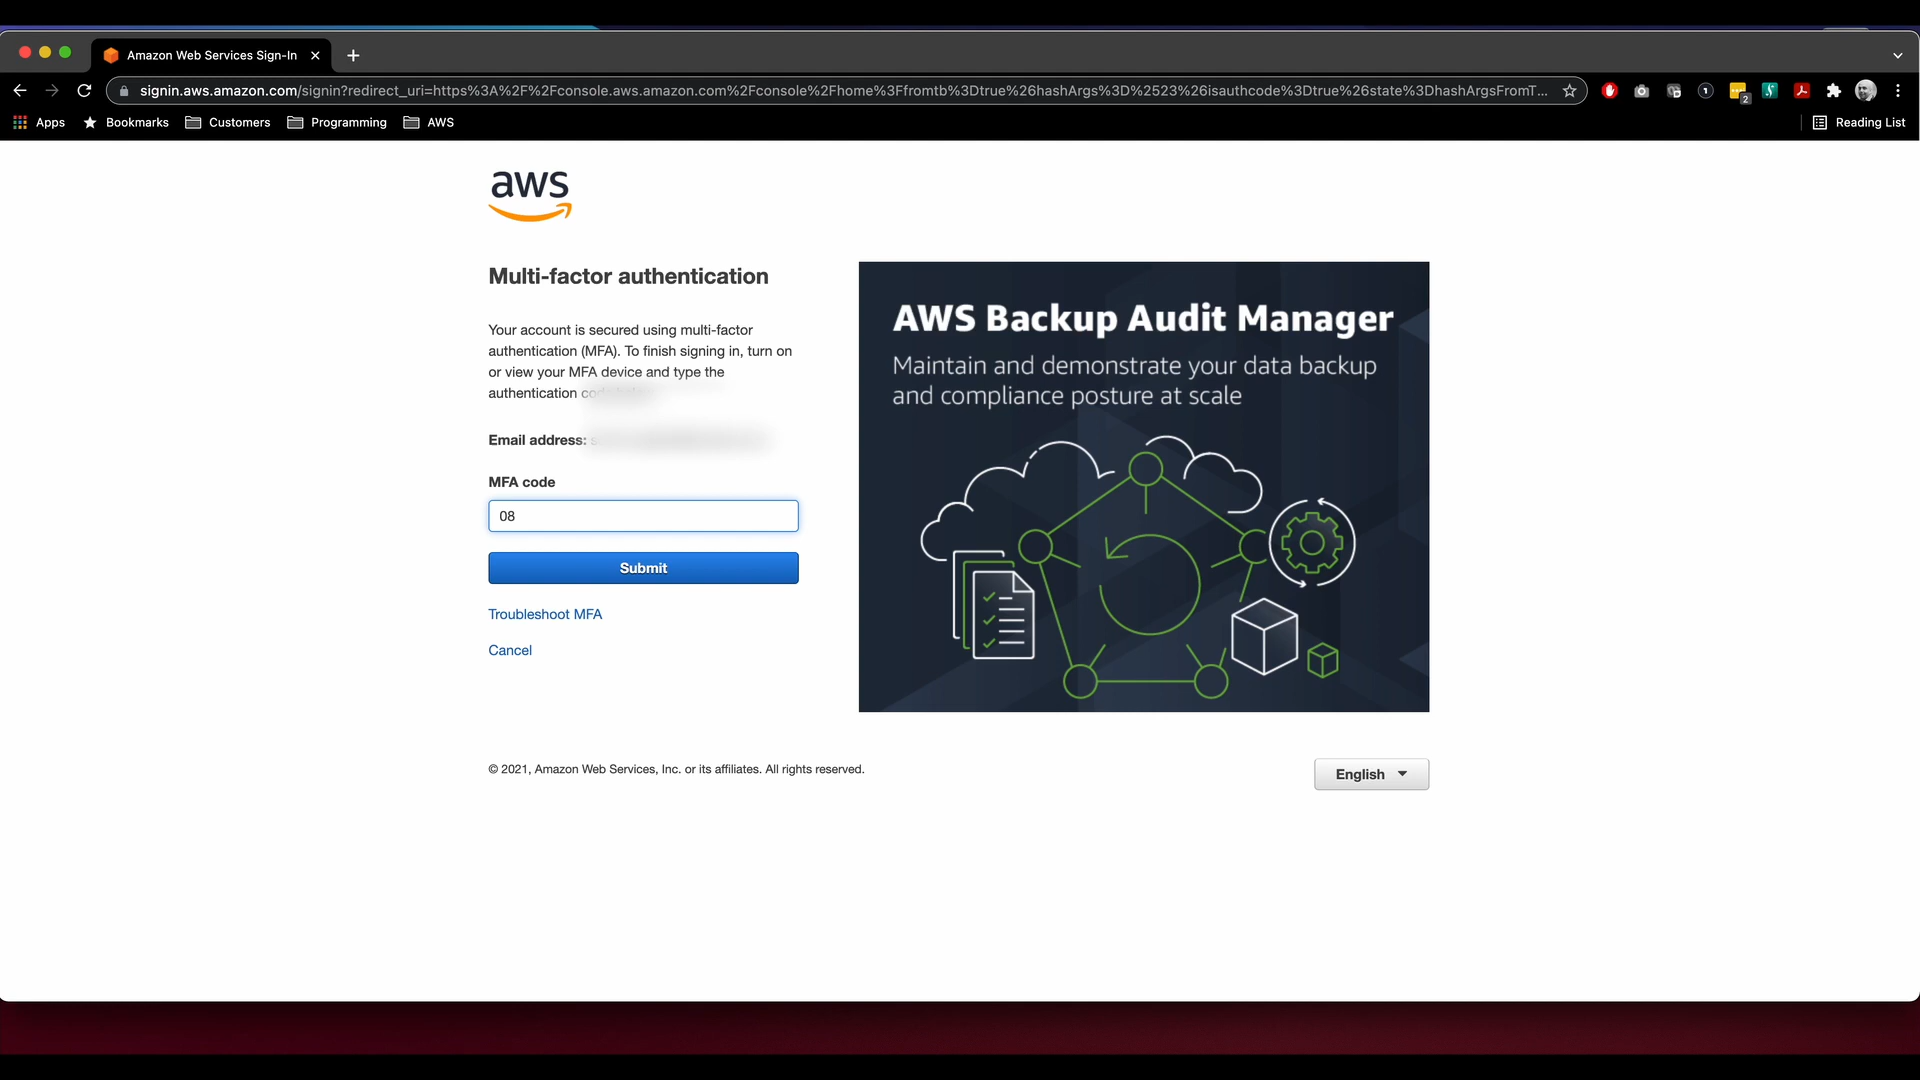 Amazon Web Services Sign-In
signin.aws.amazon.com/signin?redirect_uri=https%3A%2F%2Fconsole.aws.amazon.com%2Fconsole%2Fhome%3Ffromtb%3Dtrue%26hashArgs%3D%2523%26isauthcode%3Dtrue%26state%3DhashArgsFromT...
2
Apps
Bookmarks
Customers
Programming
AWS
Reading List
aws
Multi-factor authentication
Your account is secured using multi-factor
authentication (MFA). To finish signing in, turn on
or view your MFA device and type the
authentication
Email address:
MFA code
08
Submit
Troubleshoot MFA
Cancel
AWS Backup Audit Manager
Maintain and demonstrate your data backup
and compliance posture at scale
© 2021, Amazon Web Services, Inc. or its affiliates. All rights reserved.
English